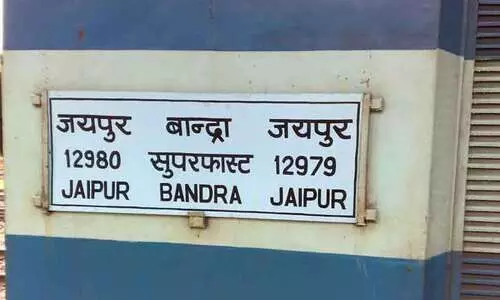 जयपुर बान्द्रा जयपुर
12980 सुपरफास्ट 12979
JAIPUR BANDRA JAIPUR